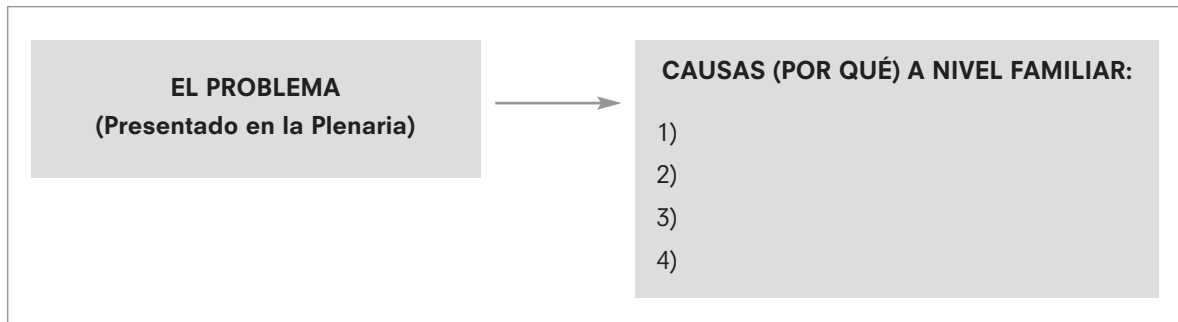 EL PROBLEMA
(Presentado en la Plenaria)
CAUSAS (POR QUÉ) A NIVEL FAMILIAR:
1)
2)
3)
4)